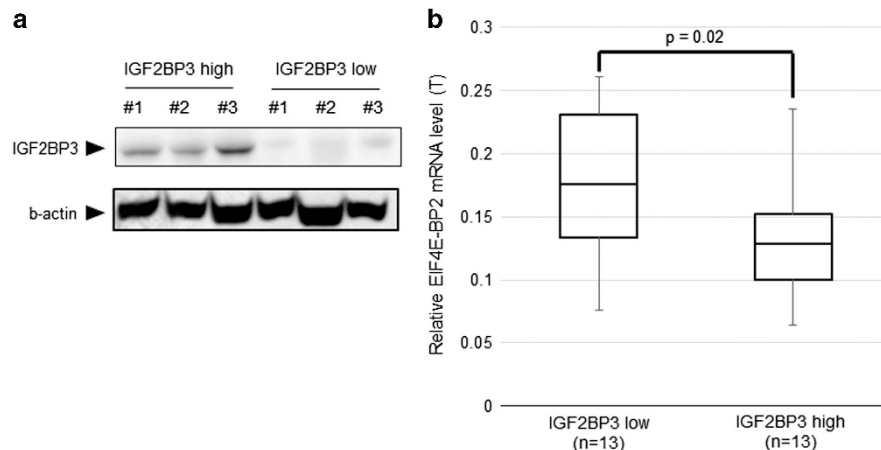 a
IGF2BP3 high IGF2BP3 low
#1 #2 #3 #1 #2 #3
IGF2BP3
b-actin
b
Relative EIF4E-BP2 mRNA level (T)
0.3
0.25
0.2
0.15
0.1
0.05
0
p = 0.02
IGF2BP3 low
(n=13)
IGF2BP3 high
(n=13)